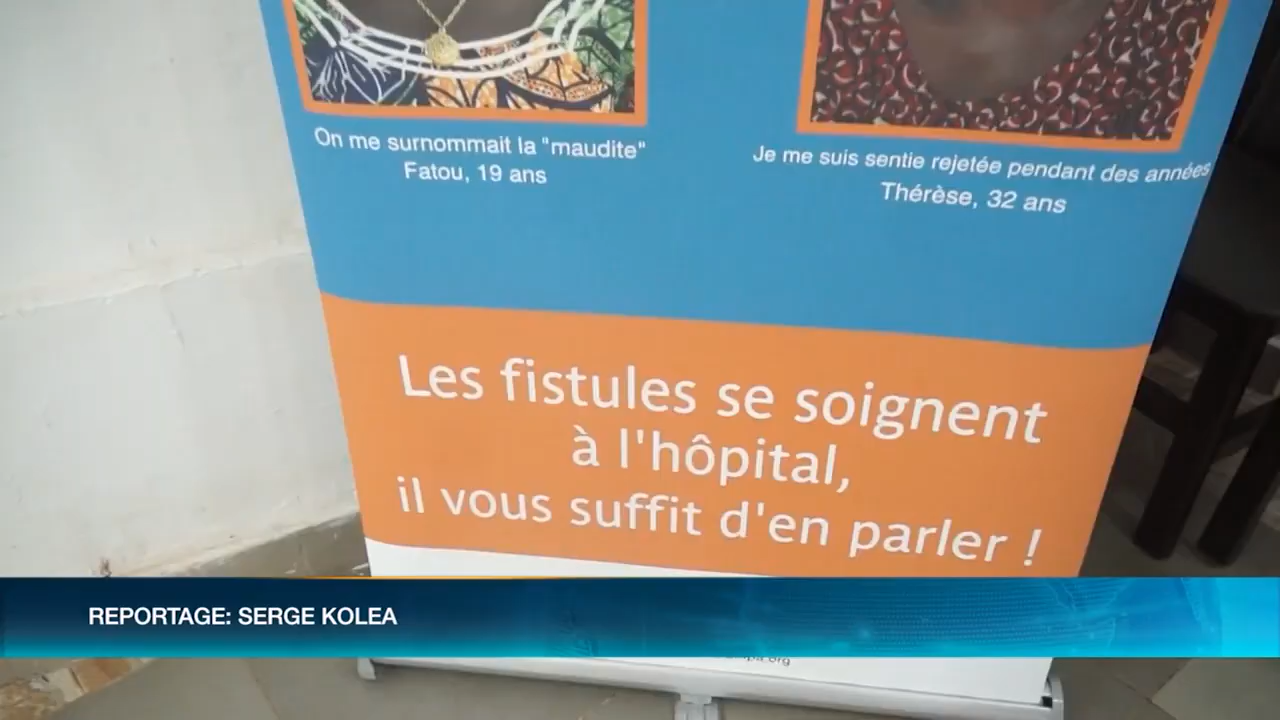 On me surnommait la "maudite"
Fatou, 19 ans
Je me suis sentie rejetée pendant des années
Thérèse, 32 ans
Les fistules se soignent
à l'hôpital,
il vous suffit d'en parler !
REPORTAGE: SERGE KOLEA